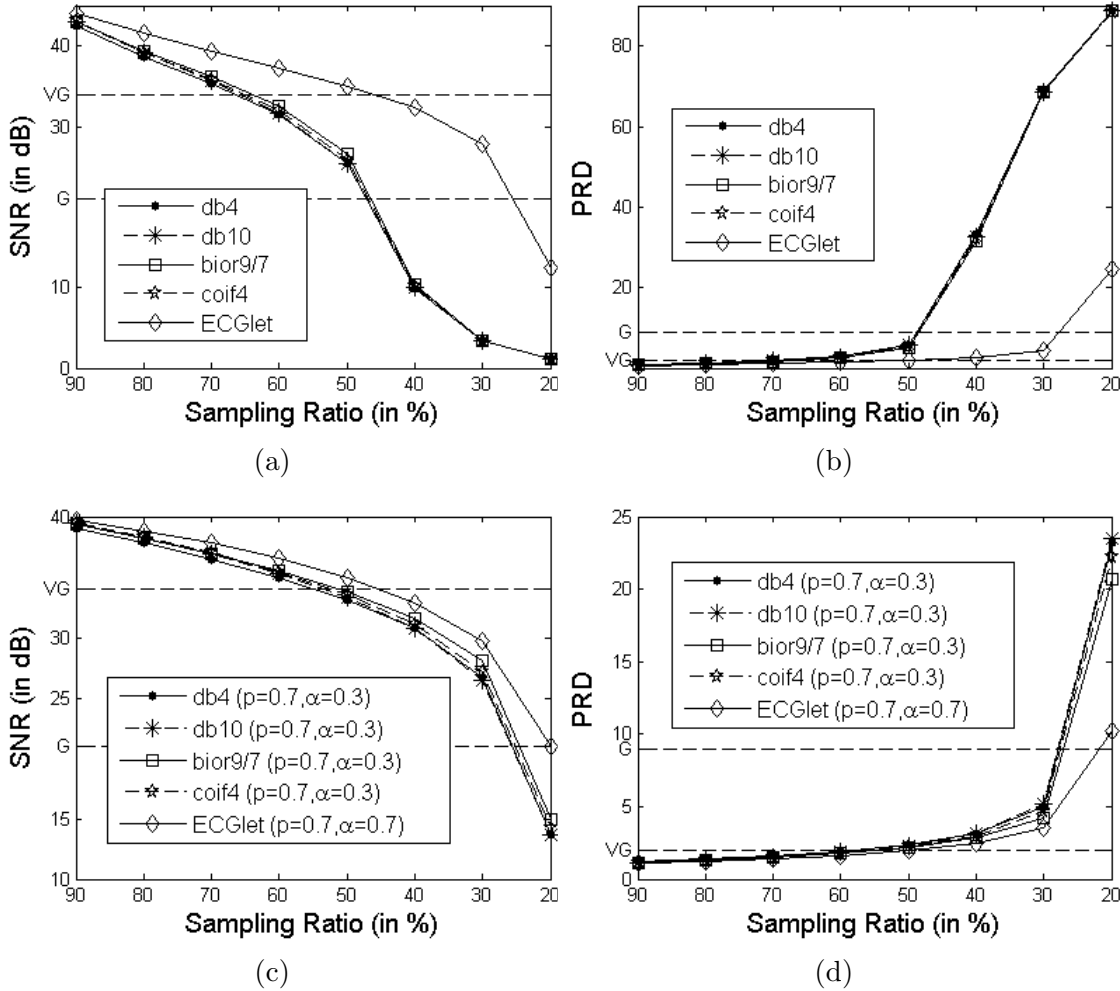 SNR (in dB)
40
VG
30
G
10
0
db4
db10
bior9/7
coif4
ECGlet
90 80 70 60 50 40 30 20
Sampling Ratio (in %)
(a)
PRD
80
60
40
20
G
VG
db4
db10
bior9/7
coif4
ECGlet
90 80 70 60 50 40 30 20
Sampling Ratio (in %)
(b)
SNR (in dB)
40
VG
30
25
G
15
10
db4 (p=0.7,α=0.3)
db10 (p=0.7,α=0.3)
bior9/7 (p=0.7,α=0.3)
coif4 (p=0.7,α=0.3)
ECGlet (p=0.7,α=0.7)
90 80 70 60 50 40 30 20
Sampling Ratio (in %)
(c)
PRD
25
20
15
10
G
5
VG
0
db4 (p=0.7,α=0.3)
db10 (p=0.7,α=0.3)
bior9/7 (p=0.7,α=0.3)
coif4 (p=0.7,α=0.3)
ECGlet (p=0.7,α=0.7)
90 80 70 60 50 40 30 20
Sampling Ratio (in %)
(d)